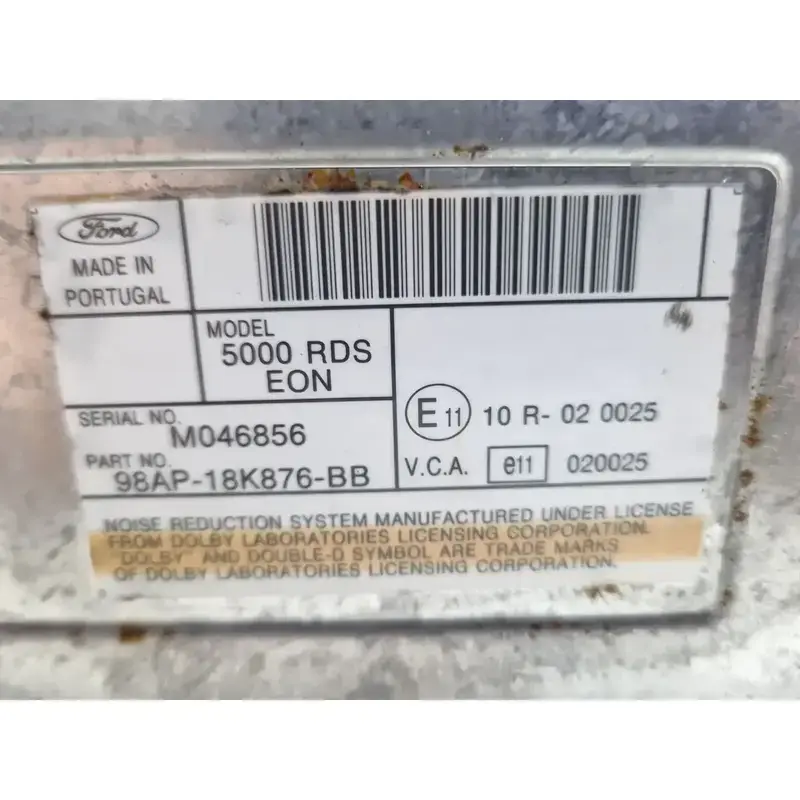 Ford
MADE IN
PORTUGAL
MODEL
5000 RDS
EON
SERIAL NO.
M046856
PART NO.
98AP-18K876-BB
E 11 10 R- 02 0025
V.C.A. e11 020025
NOISE REDUCTION SYSTEM MANUFACTURED UNDER LICENSE
FROM DOLBY LABORATORIES LICENSING CORPORATION.
"DOLBY" AND DOUBLE-D SYMBOL ARE TRADE MARKS
OF DOLBY LABORATORIES LICENSING CORPORATION.